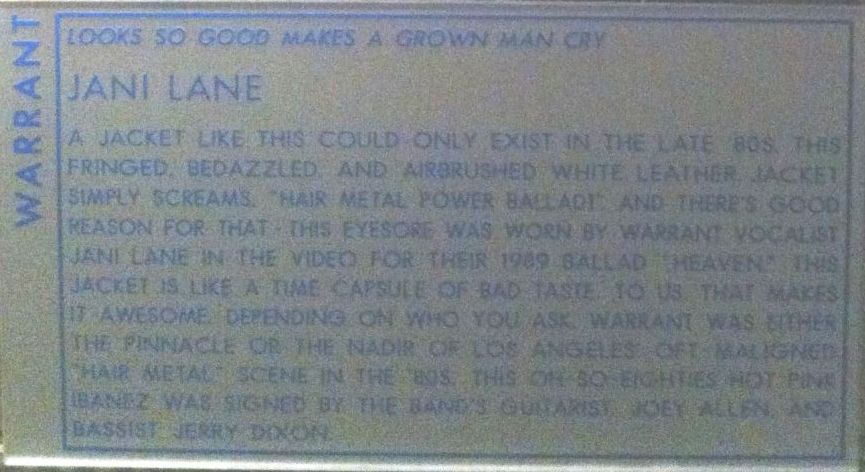 WARRANT
LOOKS SO GOOD MAKES A GROWN MAN CRY
JANI LANE
A JACKET LIKE THIS COULD ONLY EXIST IN THE LATE '80S. THIS
FRINGED, BEDAZZLED, AND AIRBRUSHED WHITE LEATHER JACKET
SIMPLY SCREAMS, "HAIR METAL POWER BALLAD!" AND THERE'S GOOD
REASON FOR THAT - THIS EYESORE WAS WORN BY WARRANT VOCALIST
JANI LANE IN THE VIDEO FOR THEIR 1989 BALLAD "HEAVEN." THIS
JACKET IS LIKE A TIME CAPSULE OF BAD TASTE. TO US, THAT MAKES
IT AWESOME. DEPENDING ON WHO YOU ASK, WARRANT WAS EITHER
THE PINNACLE OR THE NADIR OF LOS ANGELES' OFT MALIGNED
"HAIR METAL" SCENE IN THE '80S. THIS OH SO EIGHTIES HOT PINK
IBANEZ WAS SIGNED BY THE BAND'S GUITARIST, JOEY ALLEN, AND
BASSIST JERRY DIXON.